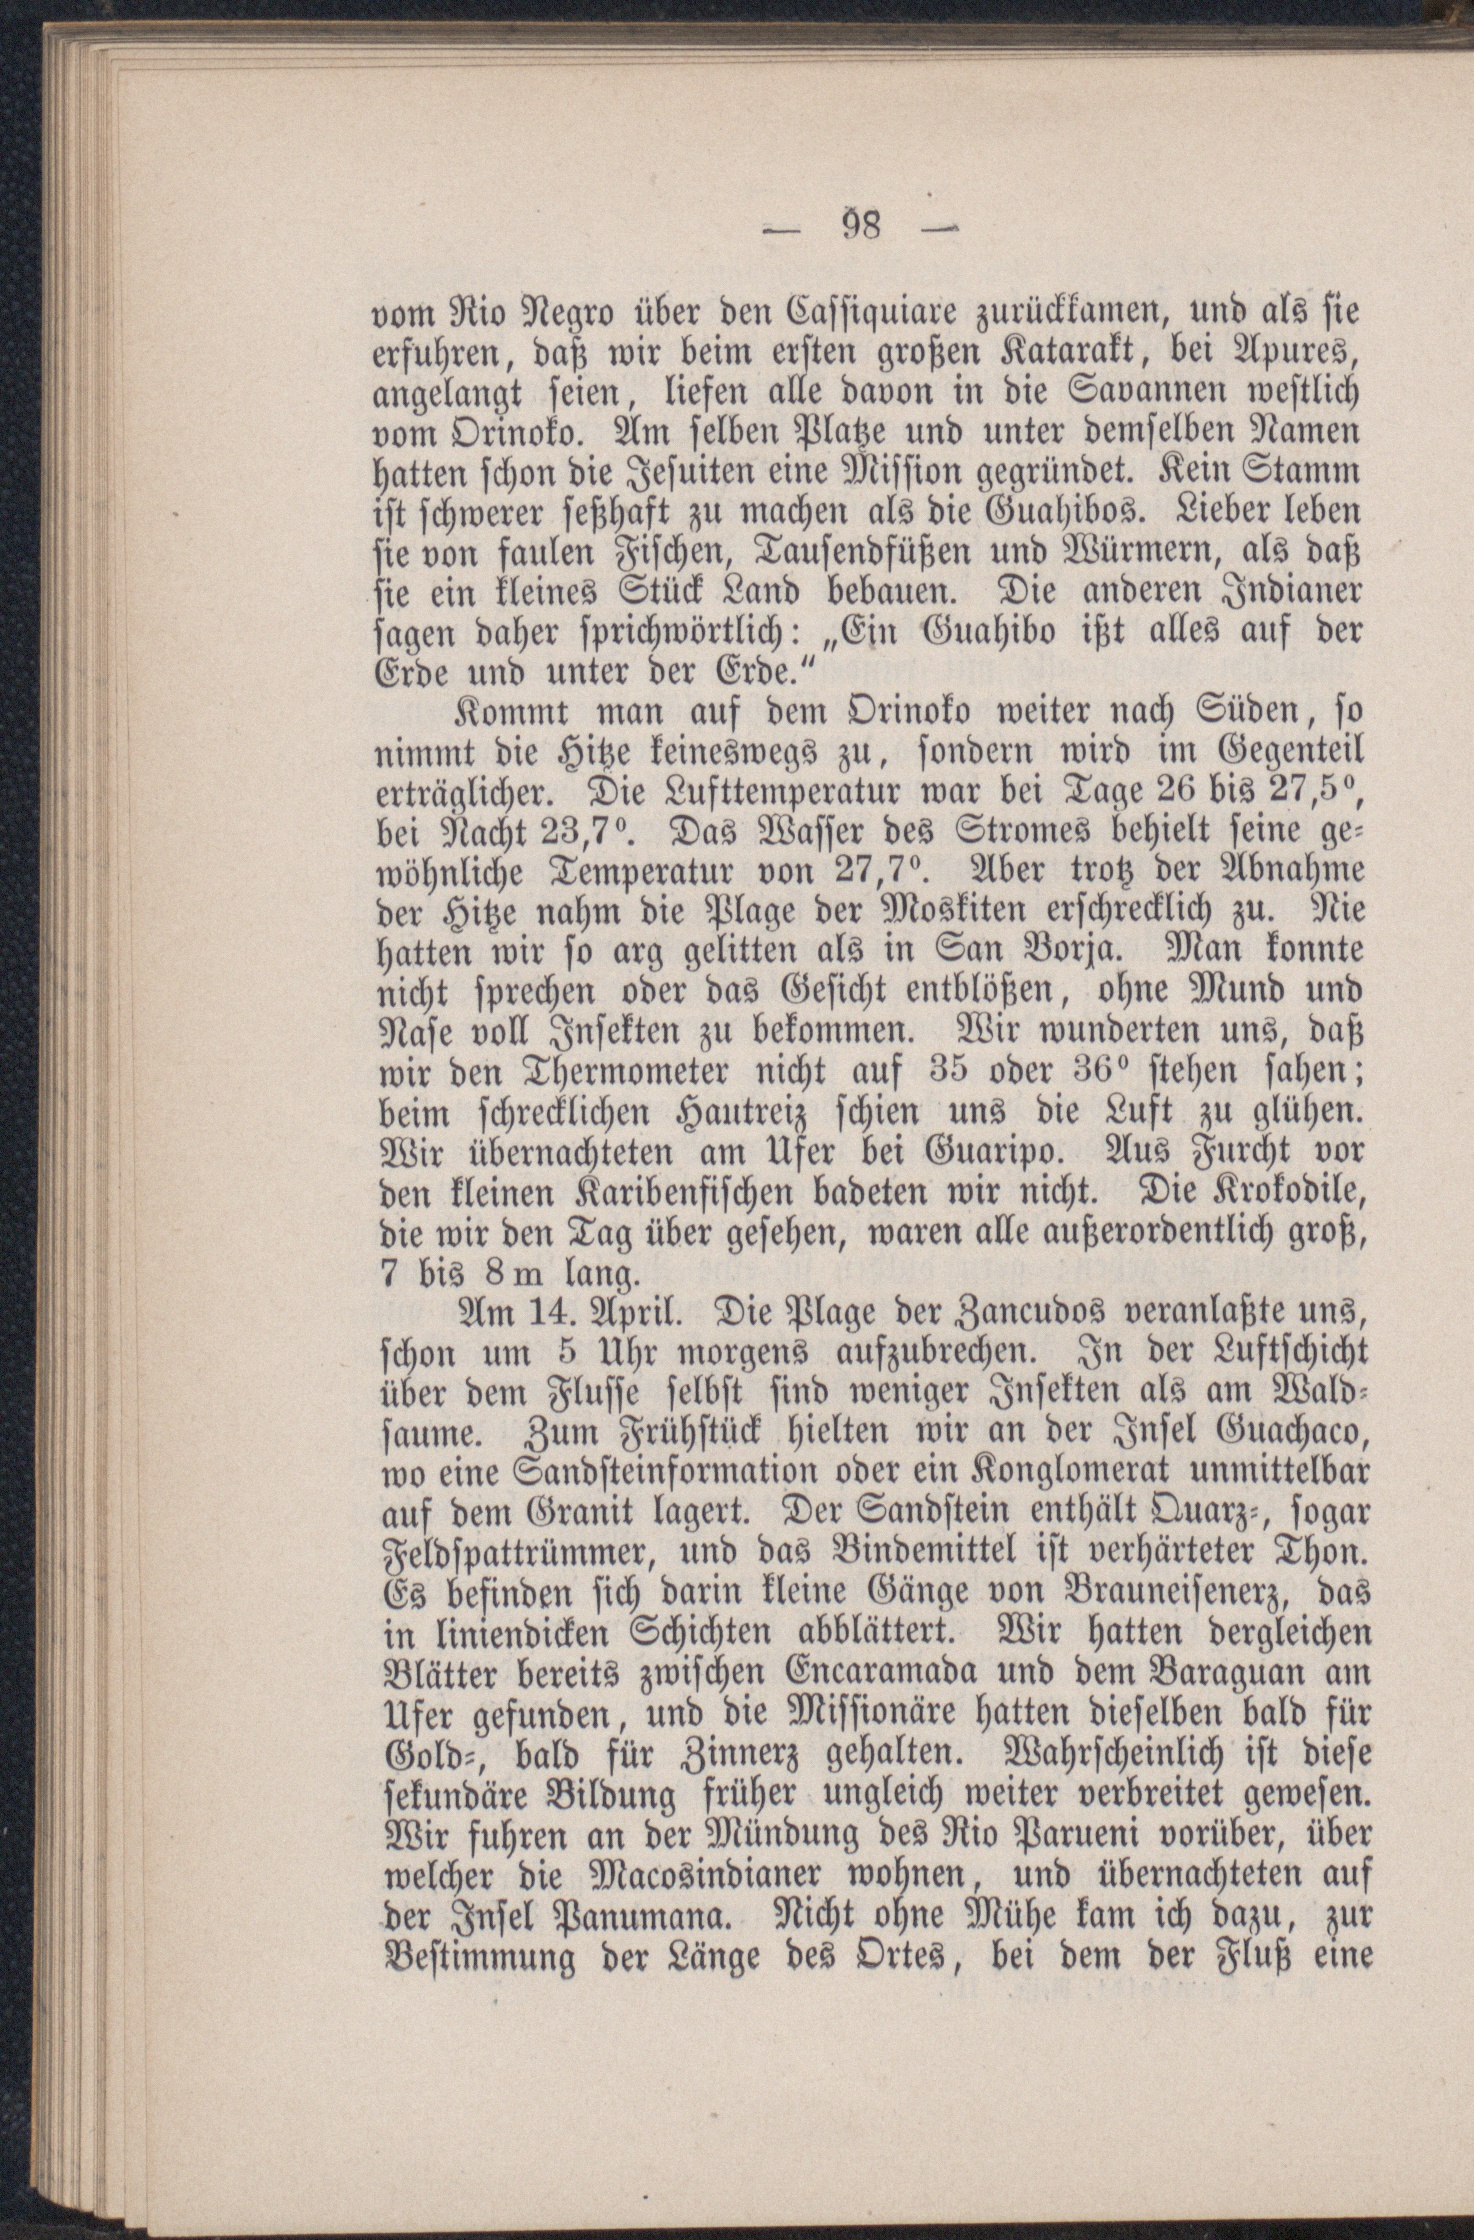 — 98 —
vom Rio Negro über den Cassiquiare zurückkamen, und als sie
erfuhren, daß wir beim ersten großen Katarakt, bei Apures,
angelangt seien, liefen alle davon in die Savannen westlich
vom Orinoko. Am selben Platze und unter demselben Namen
hatten schon die Jesuiten eine Mission gegründet. Kein Stamm
ist schwerer seßhaft zu machen als die Guahibos. Lieber leben
sie von faulen Fischen, Tausendfüßen und Würmern, als daß
sie ein kleines Stück Land bebauen. Die anderen Indianer
sagen daher sprichwörtlich: „Ein Guahibo ißt alles auf der
Erde und unter der Erde.“
Kommt man auf dem Orinoko weiter nach Süden, so
nimmt die Hitze keineswegs zu, sondern wird im Gegenteil
erträglicher. Die Lufttemperatur war bei Tage 26 bis 27,5°,
bei Nacht 23,7°. Das Wasser des Stromes behielt seine ge-
wöhnliche Temperatur von 27,7°. Aber trotz der Abnahme
der Hitze nahm die Plage der Moskiten erschrecklich zu. Nie
hatten wir so arg gelitten als in San Borja. Man konnte
nicht sprechen oder das Gesicht entblößen, ohne Mund und
Nase voll Insekten zu bekommen. Wir wunderten uns, daß
wir den Thermometer nicht auf 35 oder 36° stehen sahen;
beim schrecklichen Hautreiz schien uns die Luft zu glühen.
Wir übernachteten am Ufer bei Guaripo. Aus Furcht vor
den kleinen Karibenfischen badeten wir nicht. Die Krokodile,
die wir den Tag über gesehen, waren alle außerordentlich groß,
7 bis 8 m lang.
Am 14. April. Die Plage der Zancudos veranlaßte uns,
schon um 5 Uhr morgens aufzubrechen. In der Luftschicht
über dem Flusse selbst sind weniger Insekten als am Wald-
saume. Zum Frühstück hielten wir an der Insel Guachaco,
wo eine Sandsteinformation oder ein Konglomerat unmittelbar
auf dem Granit lagert. Der Sandstein enthält Quarz-, sogar
Feldspattrümmer, und das Bindemittel ist verhärteter Thon.
Es befinden sich darin kleine Gänge von Brauneisenerz, das
in liniendicken Schichten abblättert. Wir hatten dergleichen
Blätter bereits zwischen Encaramada und dem Baraguan am
Ufer gefunden, und die Missionäre hatten dieselben bald für
Gold-, bald für Zinnerz gehalten. Wahrscheinlich ist diese
sekundäre Bildung früher ungleich weiter verbreitet gewesen.
Wir fuhren an der Mündung des Rio Parueni vorüber, über
welcher die Macosindianer wohnen, und übernachteten auf
der Insel Panumana. Nicht ohne Mühe kam ich dazu, zur
Bestimmung der Länge des Ortes, bei dem der Fluß eine